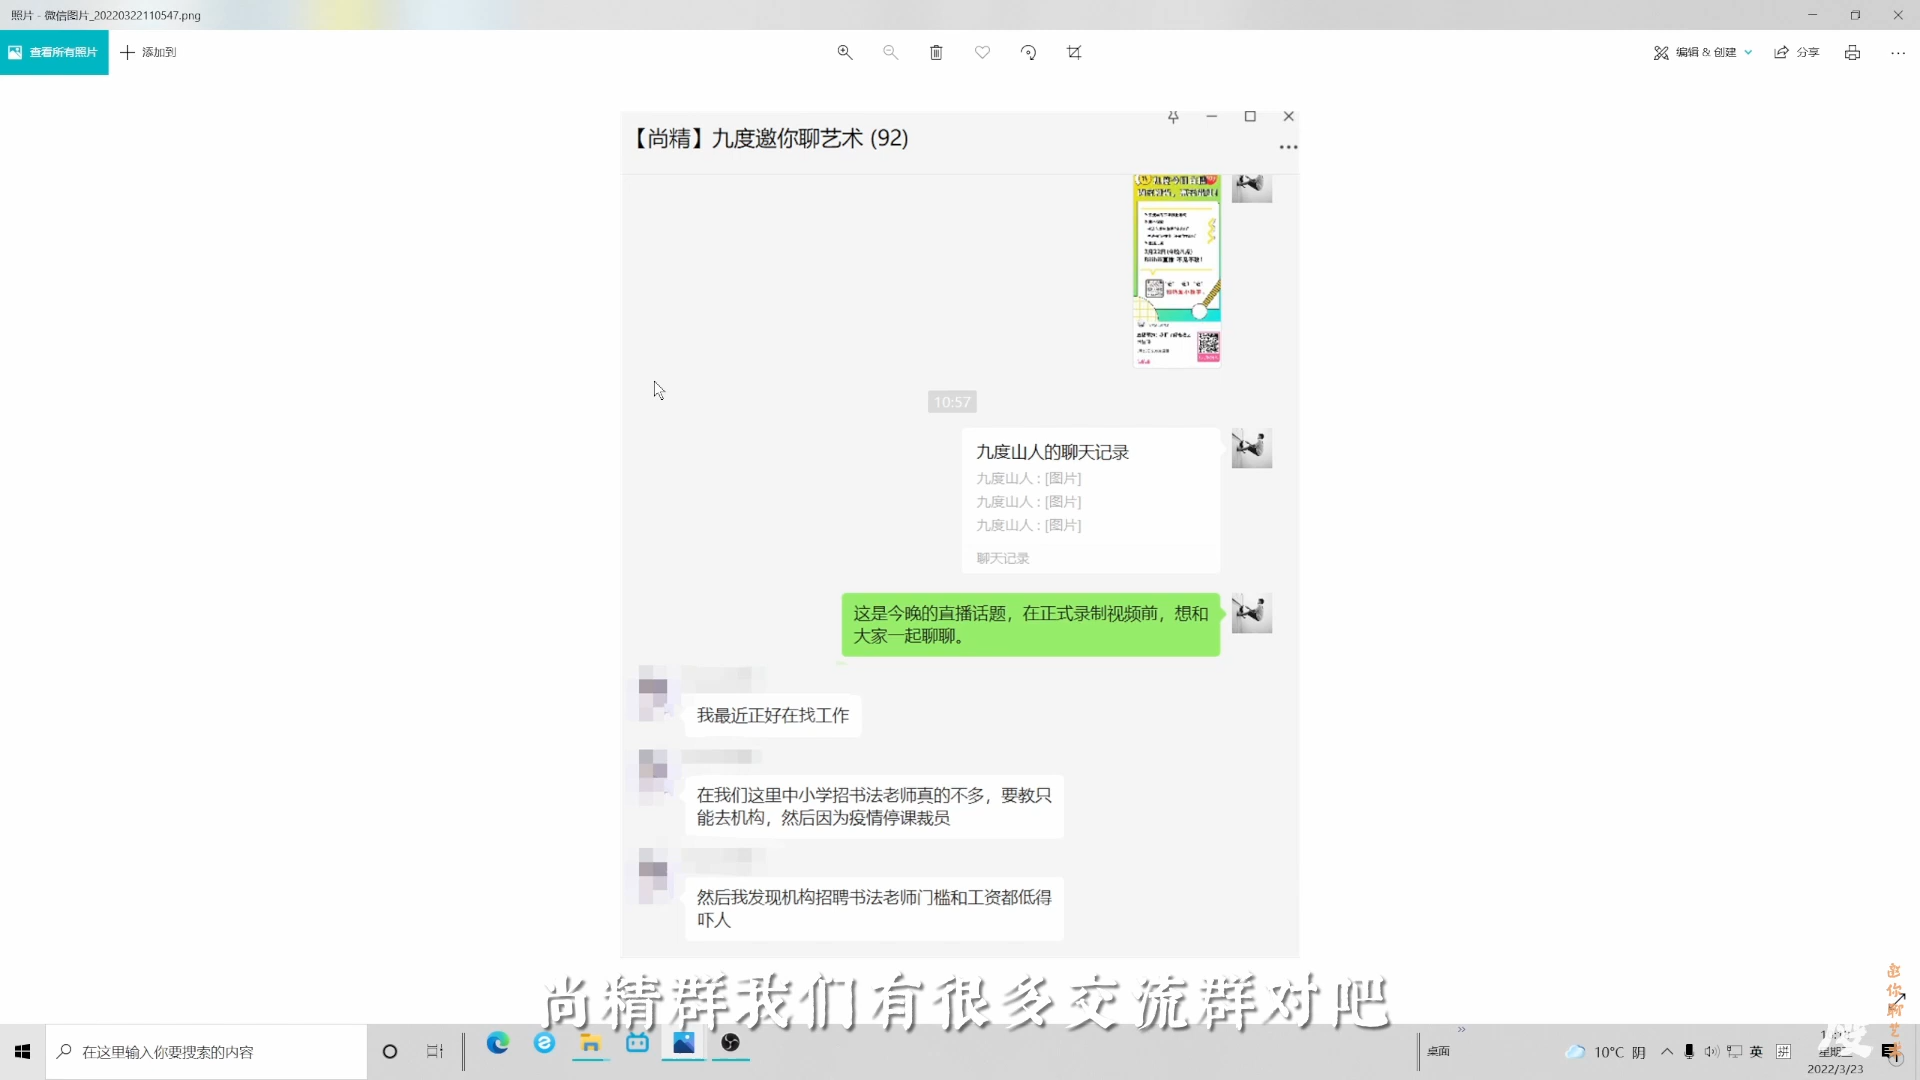 照片 - 微信图片_20220322110547.png
查看所有照片
添加到
编辑 & 创建
分享
【尚精】九度邀你聊艺术 (92)
10:57
九度山人的聊天记录
九度山人 : [图片]
九度山人 : [图片]
九度山人 : [图片]
聊天记录
这是今晚的直播话题，在正式录制视频前，想和
大家一起聊聊。
我最近正好在找工作
在我们这里中小学招书法老师真的不多，要教只
能去机构，然后因为疫情停课裁员
然后我发现机构招聘书法老师门槛和工资都低得
吓人
尚精群我们有很多交流群对吧
邀你聊艺术
在这里输入你要搜索的内容
桌面
10°C 阴
英
拼
2022/3/23